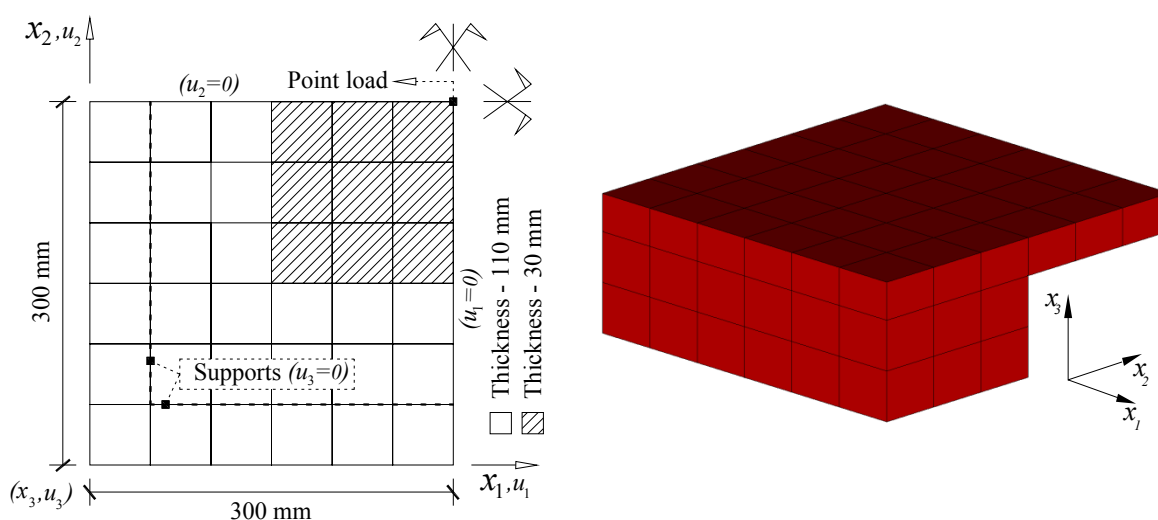 x2,u2
(u2=0)
Point load
300 mm
Supports (u3=0)
(u1=0)
Thickness - 110 mm
Thickness - 30 mm
(x3,u3)
x1,u1
300 mm
x3
x2
x1